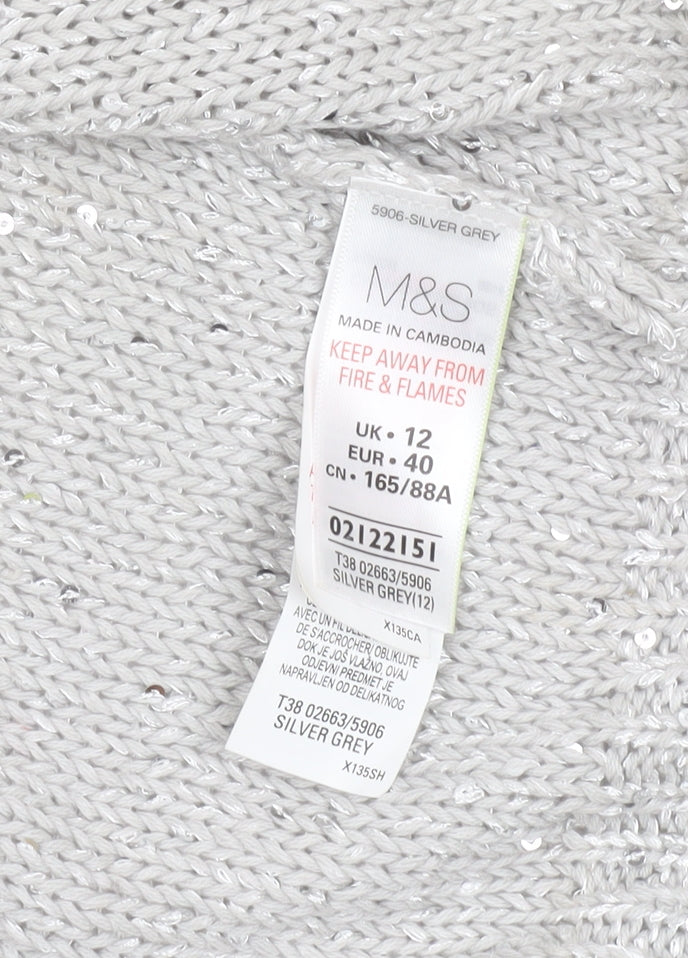 5906-SILVER GREY
M&S
MADE IN CAMBODIA
KEEP AWAY FROM
FIRE & FLAMES
UK • 12
EUR • 40
CN • 165/88A
02122151
T38 02663/5906
SILVER GREY(12)
X135CA
AVEC UN FIL
DE S'ACCROCHER/ OBLIKUJTE
DOK JE JOŠ VLAŽNO, OVAJ
ODJEVNI PREDMET JE
NAPRAVLJEN OD DELIKATNOG
T38 02663/5906
SILVER GREY
X135SH